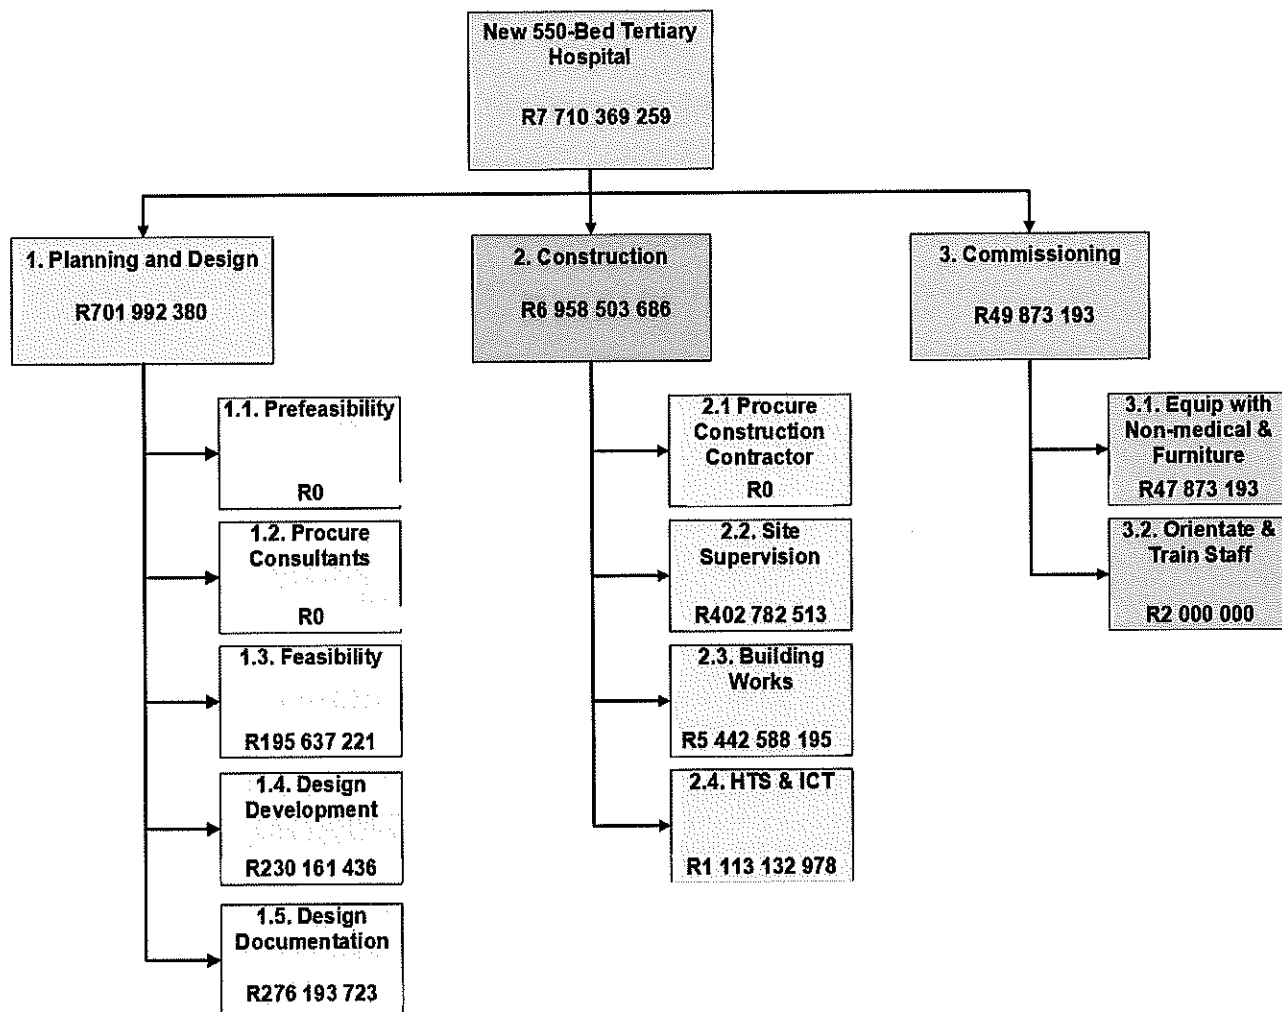 New 550-Bed Tertiary
Hospital
R7 710 369 259
1. Planning and Design
R701 992 380
2. Construction
R6 958 503 686
3. Commissioning
R49 873 193
1.1. Prefeasibility
R0
1.2. Procure
Consultants
R0
1.3. Feasibility
R195 637 221
1.4. Design
Development
R230 161 436
1.5. Design
Documentation
R276 193 723
2.1 Procure
Construction
Contractor
R0
2.2. Site
Supervision
R402 782 513
2.3. Building
Works
R5 442 588 195
2.4. HTS & ICT
R1 113 132 978
3.1. Equip with
Non-medical &
Furniture
R47 873 193
3.2. Orientate &
Train Staff
R2 000 000